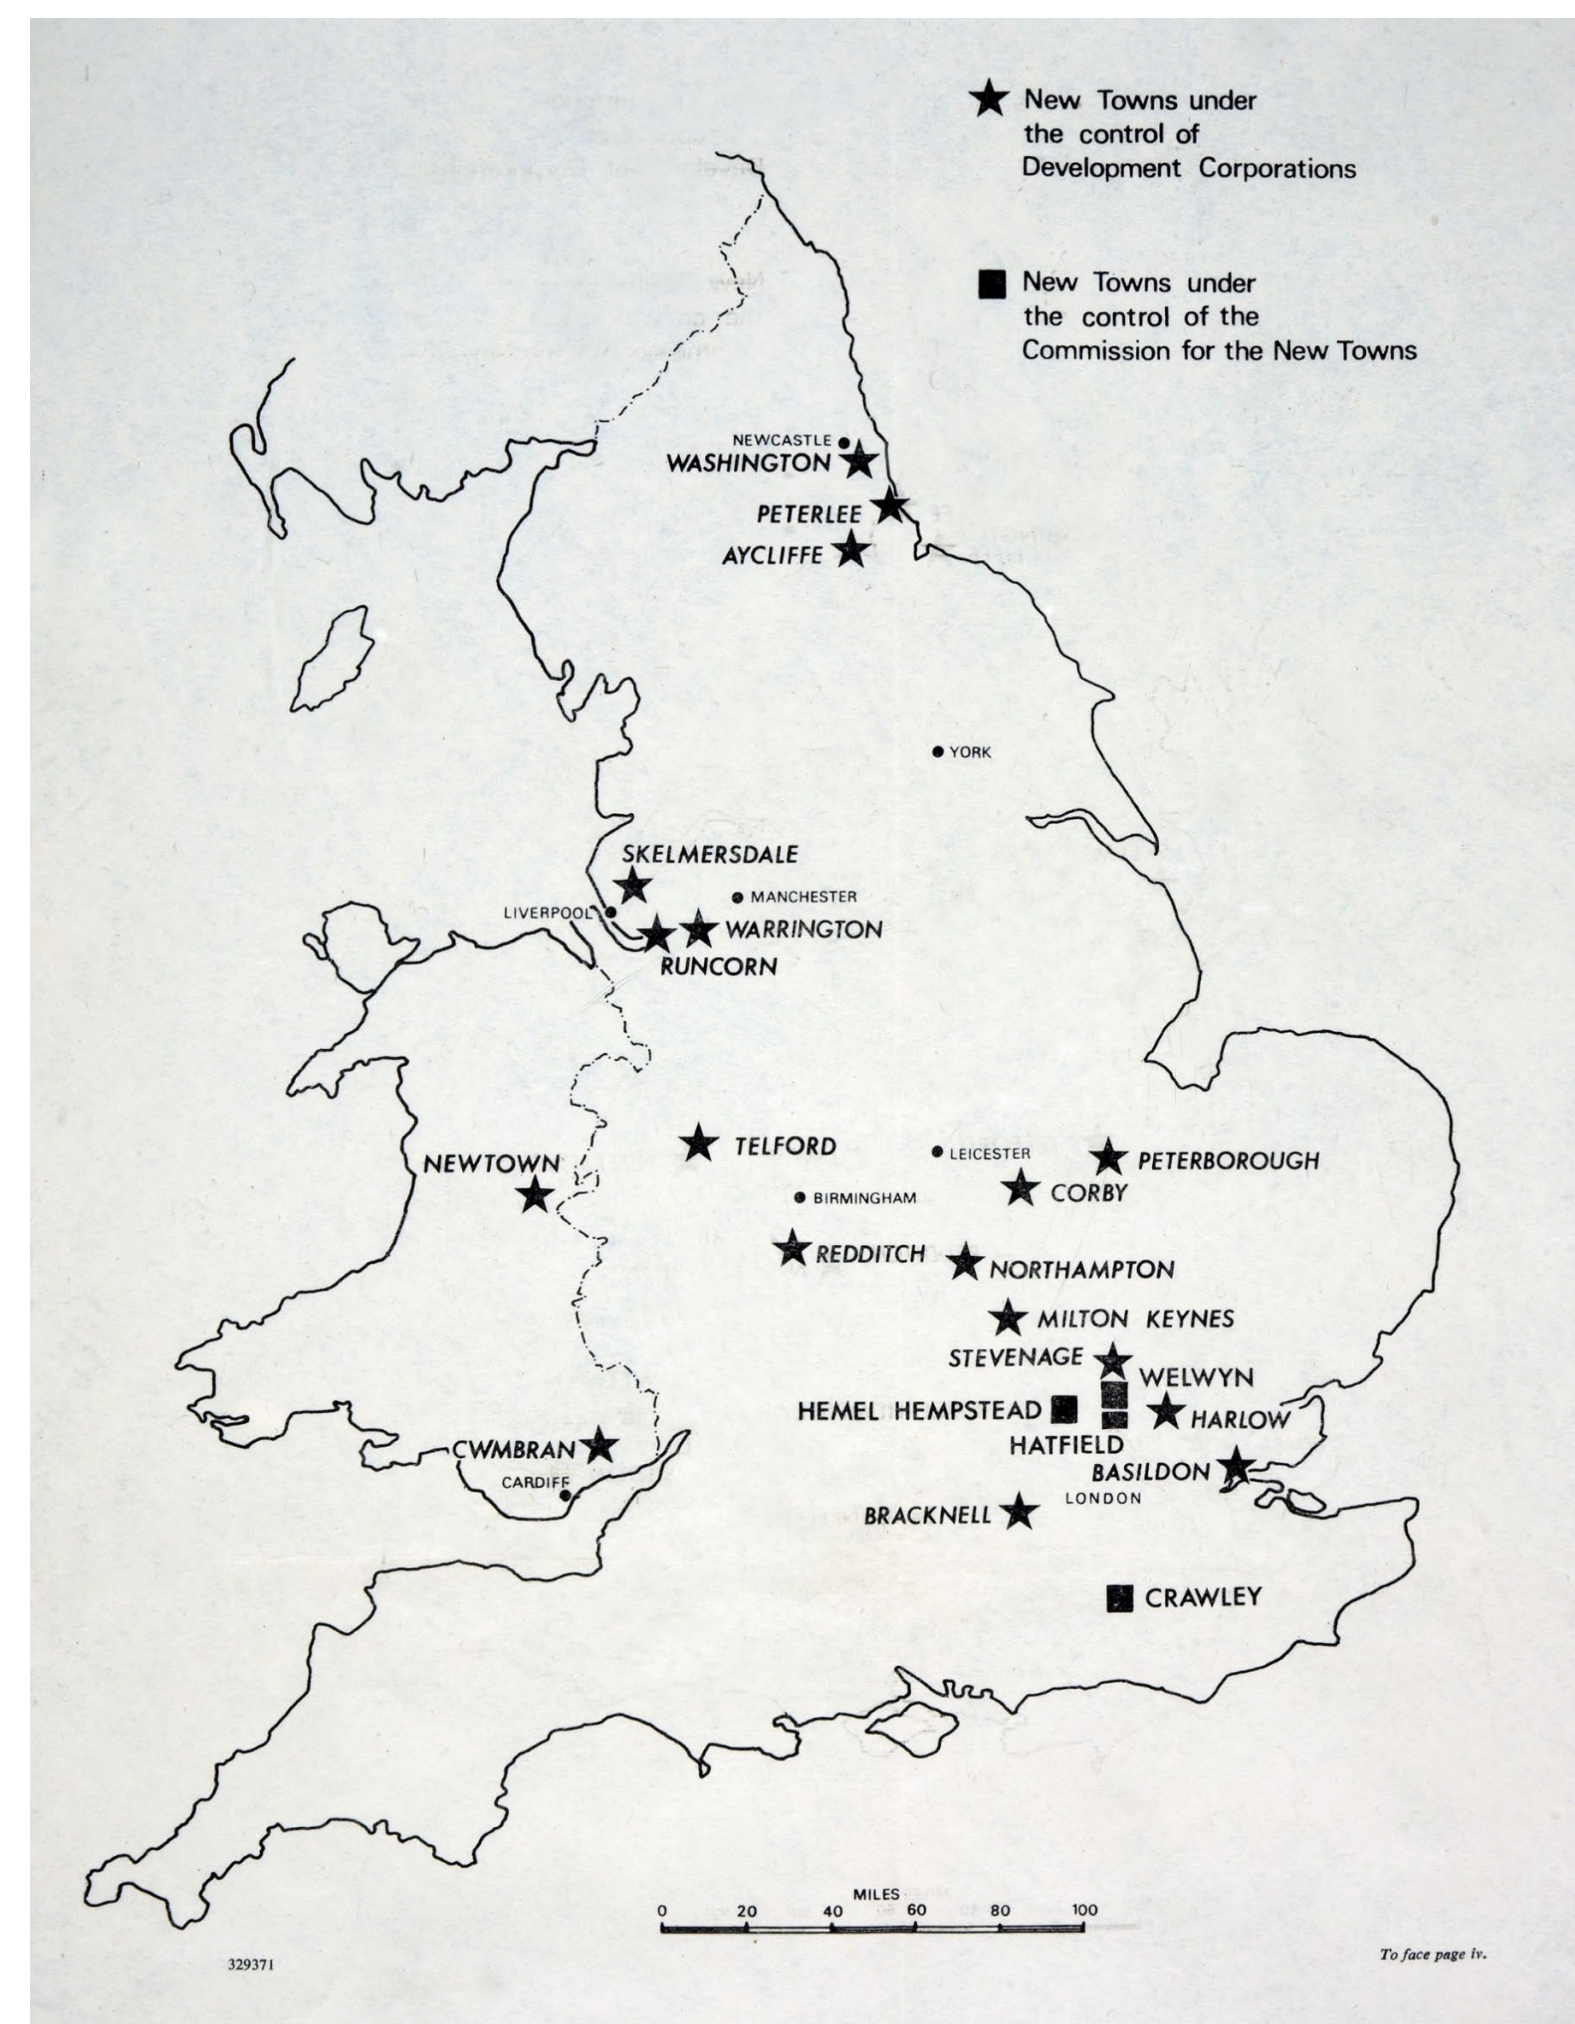 New Towns under
the control of
Development Corporations
New Towns under
the control of the
Commission for the New Towns
NEWCASTLE
WASHINGTON
PETERLEE
AYCLIFFE
YORK
SKELMERSDALE
MANCHESTER
LIVERPOOL
WARRINGTON
RUNCORN
TELFORD
LEICESTER
PETERBOROUGH
NEWTOWN
CORBY
BIRMINGHAM
REDDITCH
NORTHAMPTON
MILTON KEYNES
STEVENAGE
WELWYN
HEMEL HEMPSTEAD
HARLOW
HATFIELD
CWMBRAN
BASILDON
CARDIFF
LONDON
BRACKNELL
CRAWLEY
MILES
0 20 40 60 80 100
329371
To face page iv.